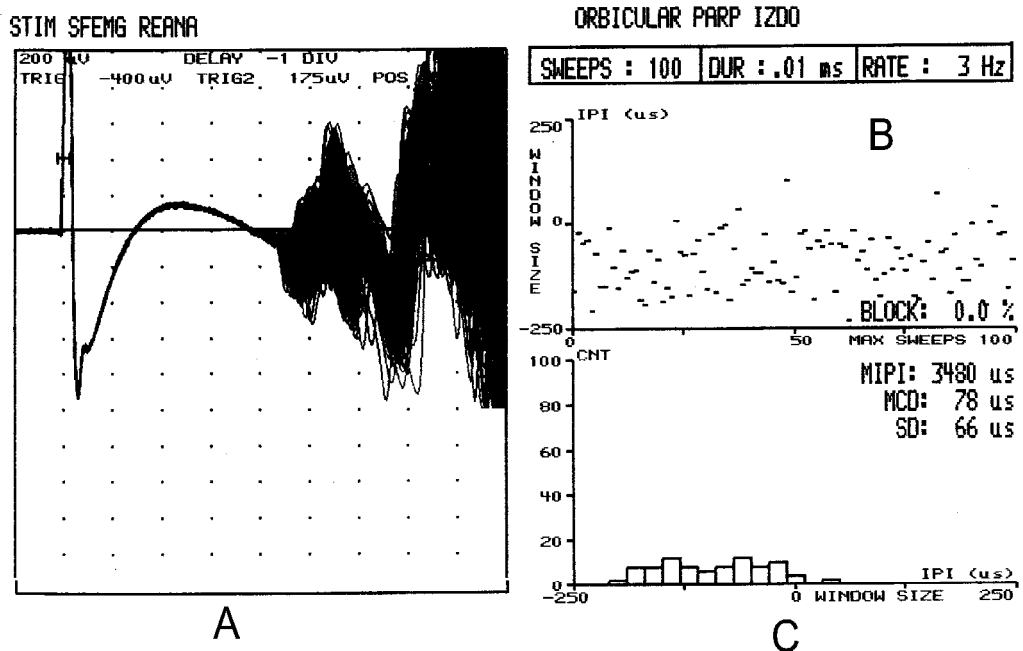 STIM SFEMG REANA
200 uV DELAY -1 DIV
TRIG -400uV TRIG2 175uV POS
A
ORBICULAR PARP IZDO
SWEEPS : 100 DUR : .01 ms RATE : 3 Hz
IPI (us)
B
250
0
-250
WINDOW SIZE
BLOCK: 0.0 %
0 50 MAX SWEEPS 100
CNT
100
80
60
40
20
0
MIPI: 3480 us
MCD: 78 us
SD: 66 us
IPI (us)
-250 0 WINDOW SIZE 250
C